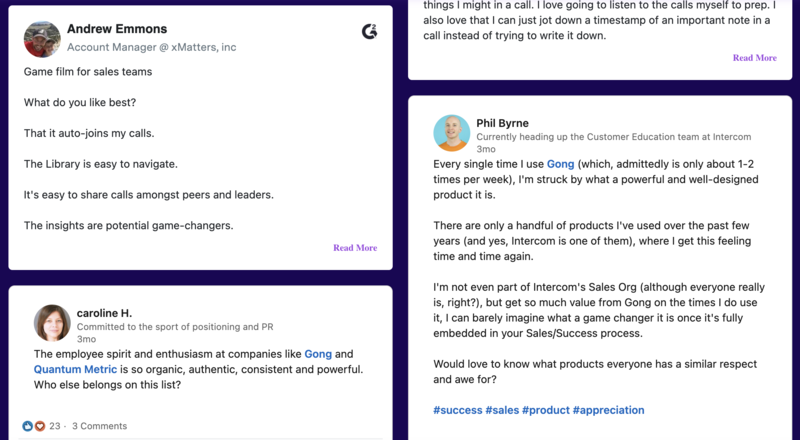 Andrew Emmons
Account Manager @ xMatters, inc
Game film for sales teams
What do you like best?
That it auto-joins my calls.
The Library is easy to navigate.
It's easy to share calls amongst peers and leaders.
The insights are potential game-changers.
Read More
caroline H.
Committed to the sport of positioning and PR
3mo
The employee spirit and enthusiasm at companies like Gong and
Quantum Metric is so organic, authentic, consistent and powerful.
Who else belongs on this list?
23 · 3 Comments
things I might in a call. I love going to listen to the calls myself to prep. I
also love that I can just jot down a timestamp of an important note in a
call instead of trying to write it down.
Read More
Phil Byrne
Currently heading up the Customer Education team at Intercom
3mo
Every single time I use Gong (which, admittedly is only about 1-2
times per week), I'm struck by what a powerful and well-designed
product it is.
There are only a handful of products I've used over the past few
years (and yes, Intercom is one of them), where I get this feeling
time and time again.
I'm not even part of Intercom's Sales Org (although everyone really
is, right?), but get so much value from Gong on the times I do use
it, I can barely imagine what a game changer it is once it's fully
embedded in your Sales/Success process.
Would love to know what products everyone has a similar respect
and awe for?
#success #sales #product #appreciation